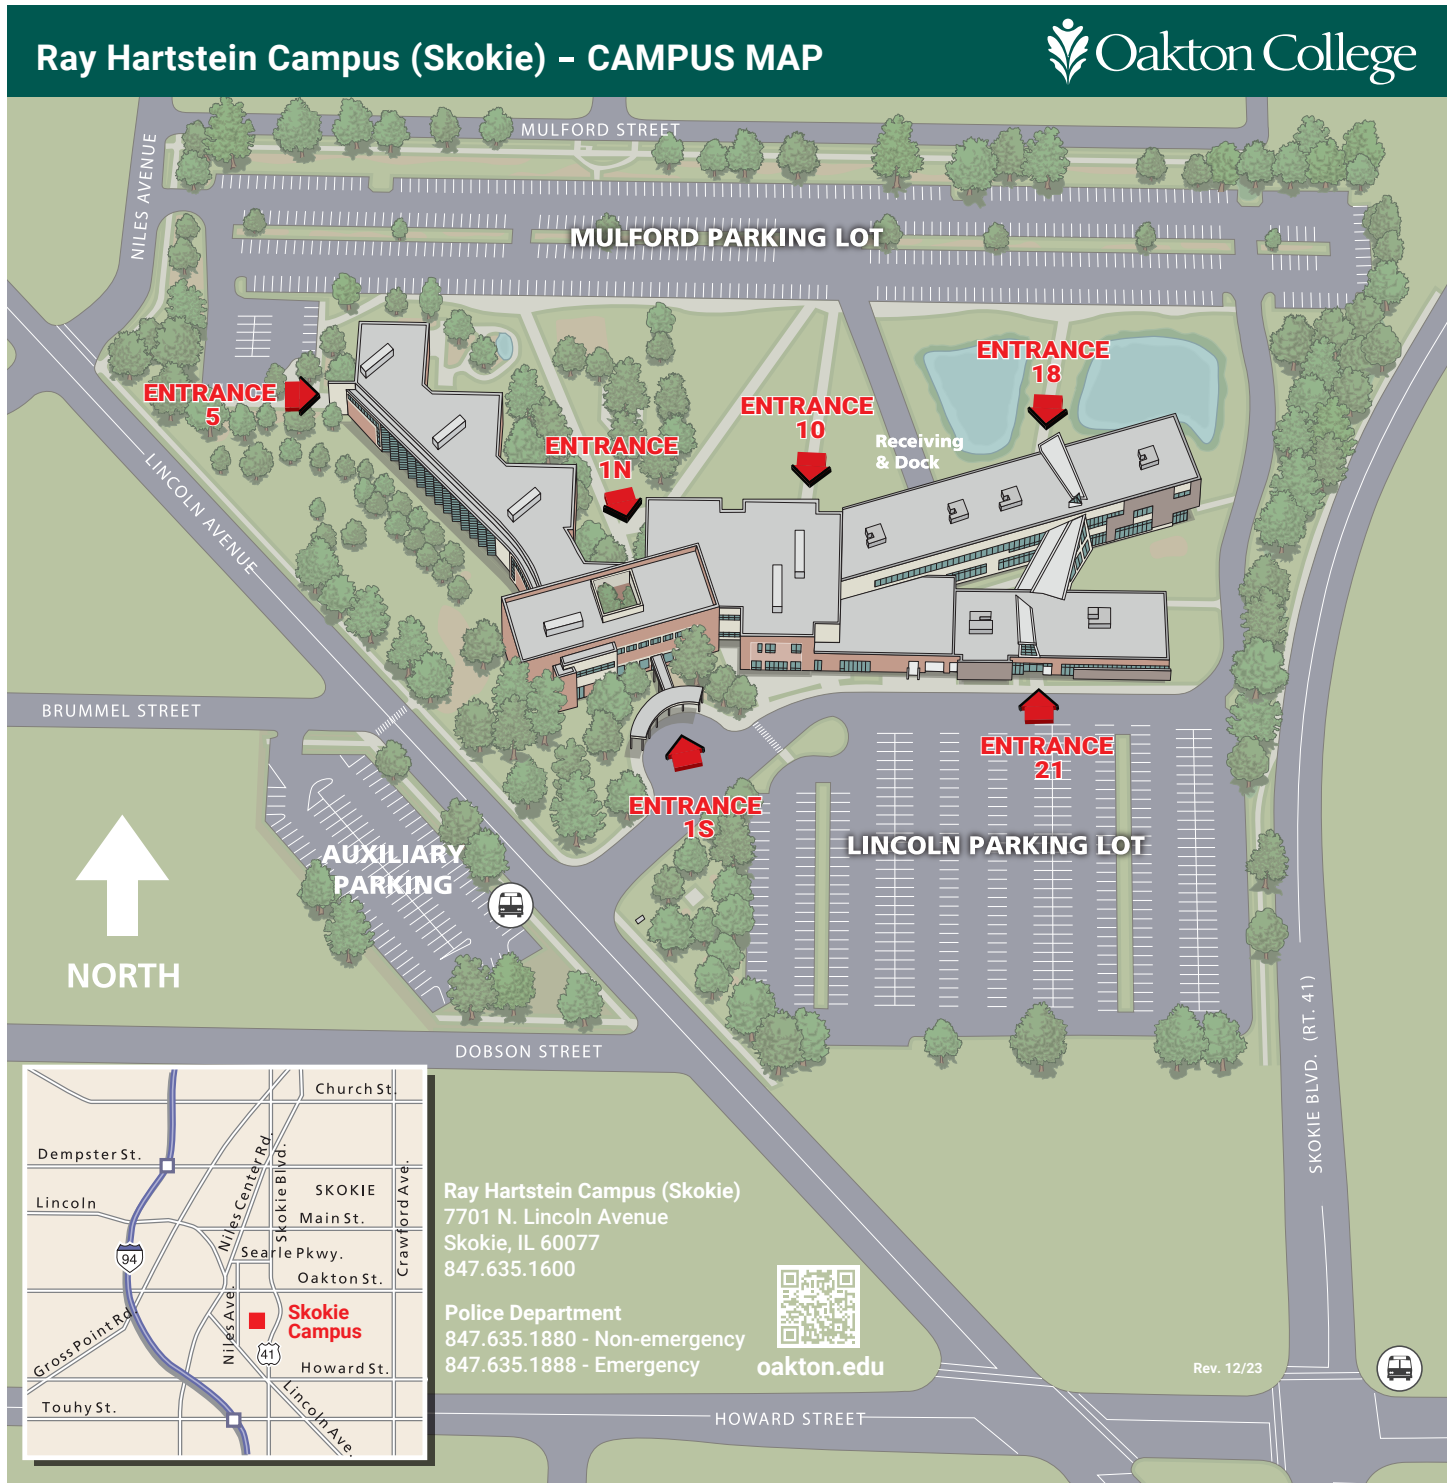 Ray Hartstein Campus (Skokie) – CAMPUS MAP
Oakton College
MULFORD STREET
NILES AVENUE
MULFORD PARKING LOT
ENTRANCE
5
ENTRANCE
1N
ENTRANCE
10
ENTRANCE
18
Receiving
& Dock
LINCOLN AVENUE
BRUMMEL STREET
ENTRANCE
21
ENTRANCE
1S
LINCOLN PARKING LOT
AUXILIARY
PARKING
NORTH
DOBSON STREET
SKOKIE BLVD. (RT. 41)
Church St.
Dempster St.
Niles Center Rd.
Skokie Blvd.
Crawford Ave.
SKOKIE
Lincoln
Main St.
94
Searle Pkwy.
Oakton St.
Gross Point Rd.
Niles Ave.
Skokie
Campus
41
Howard St.
Touhy St.
Lincoln Ave.
Ray Hartstein Campus (Skokie)
7701 N. Lincoln Avenue
Skokie, IL 60077
847.635.1600
Police Department
847.635.1880 - Non-emergency
847.635.1888 - Emergency
oakton.edu
Rev. 12/23
HOWARD STREET